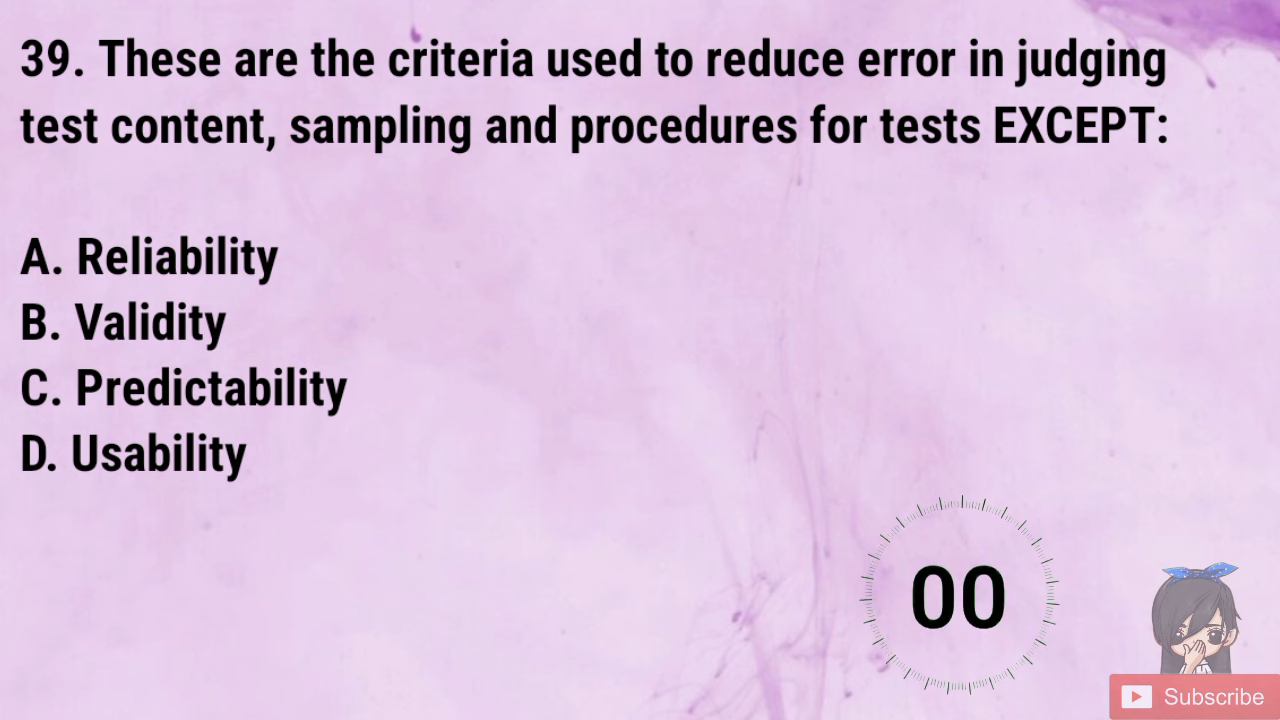 39. These are the criteria used to reduce error in judging
test content, sampling and procedures for tests EXCEPT:
A. Reliability
B. Validity
C. Predictability
D. Usability
00
Subscribe